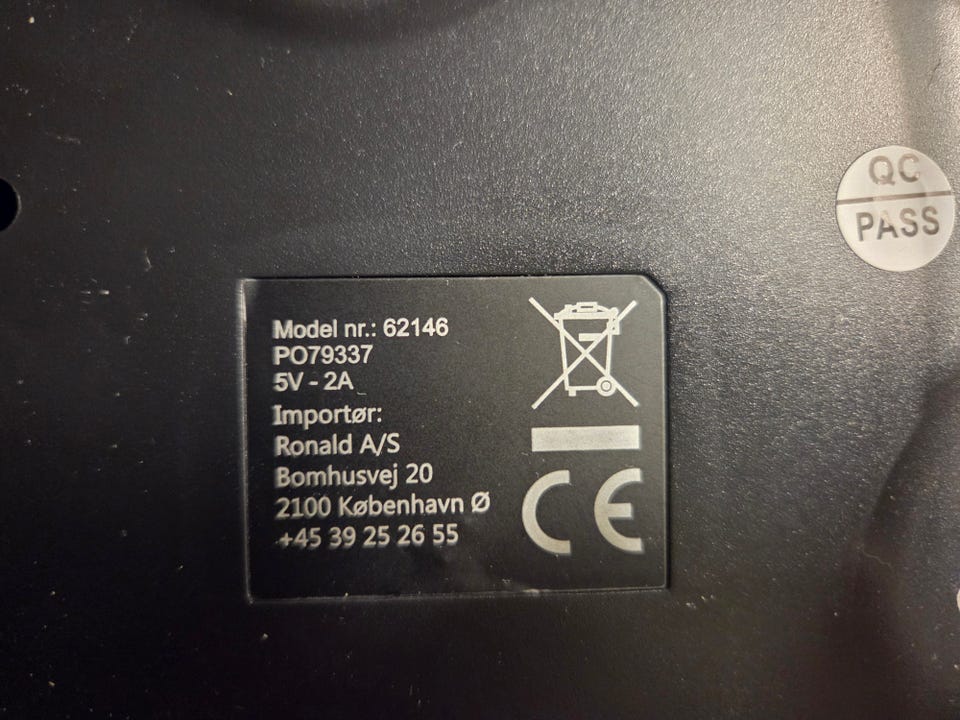 QC
PASS
Model nr.: 62146
PO79337
5V - 2A
Importør:
Ronald A/S
Bomhusvej 20
2100 København Ø
+45 39 25 26 55
CE